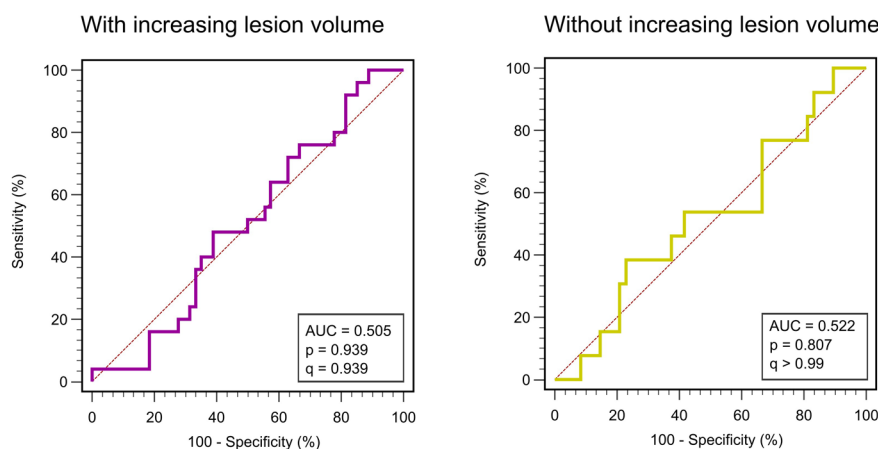 With increasing lesion volume
Without increasing lesion volume
100
80
60
40
20
0
Sensitivity (%)
AUC = 0.505
p = 0.939
q = 0.939
0 20 40 60 80 100
100 - Specificity (%)
100
80
60
40
20
0
Sensitivity (%)
AUC = 0.522
p = 0.807
q > 0.99
0 20 40 60 80 100
100 - Specificity (%)